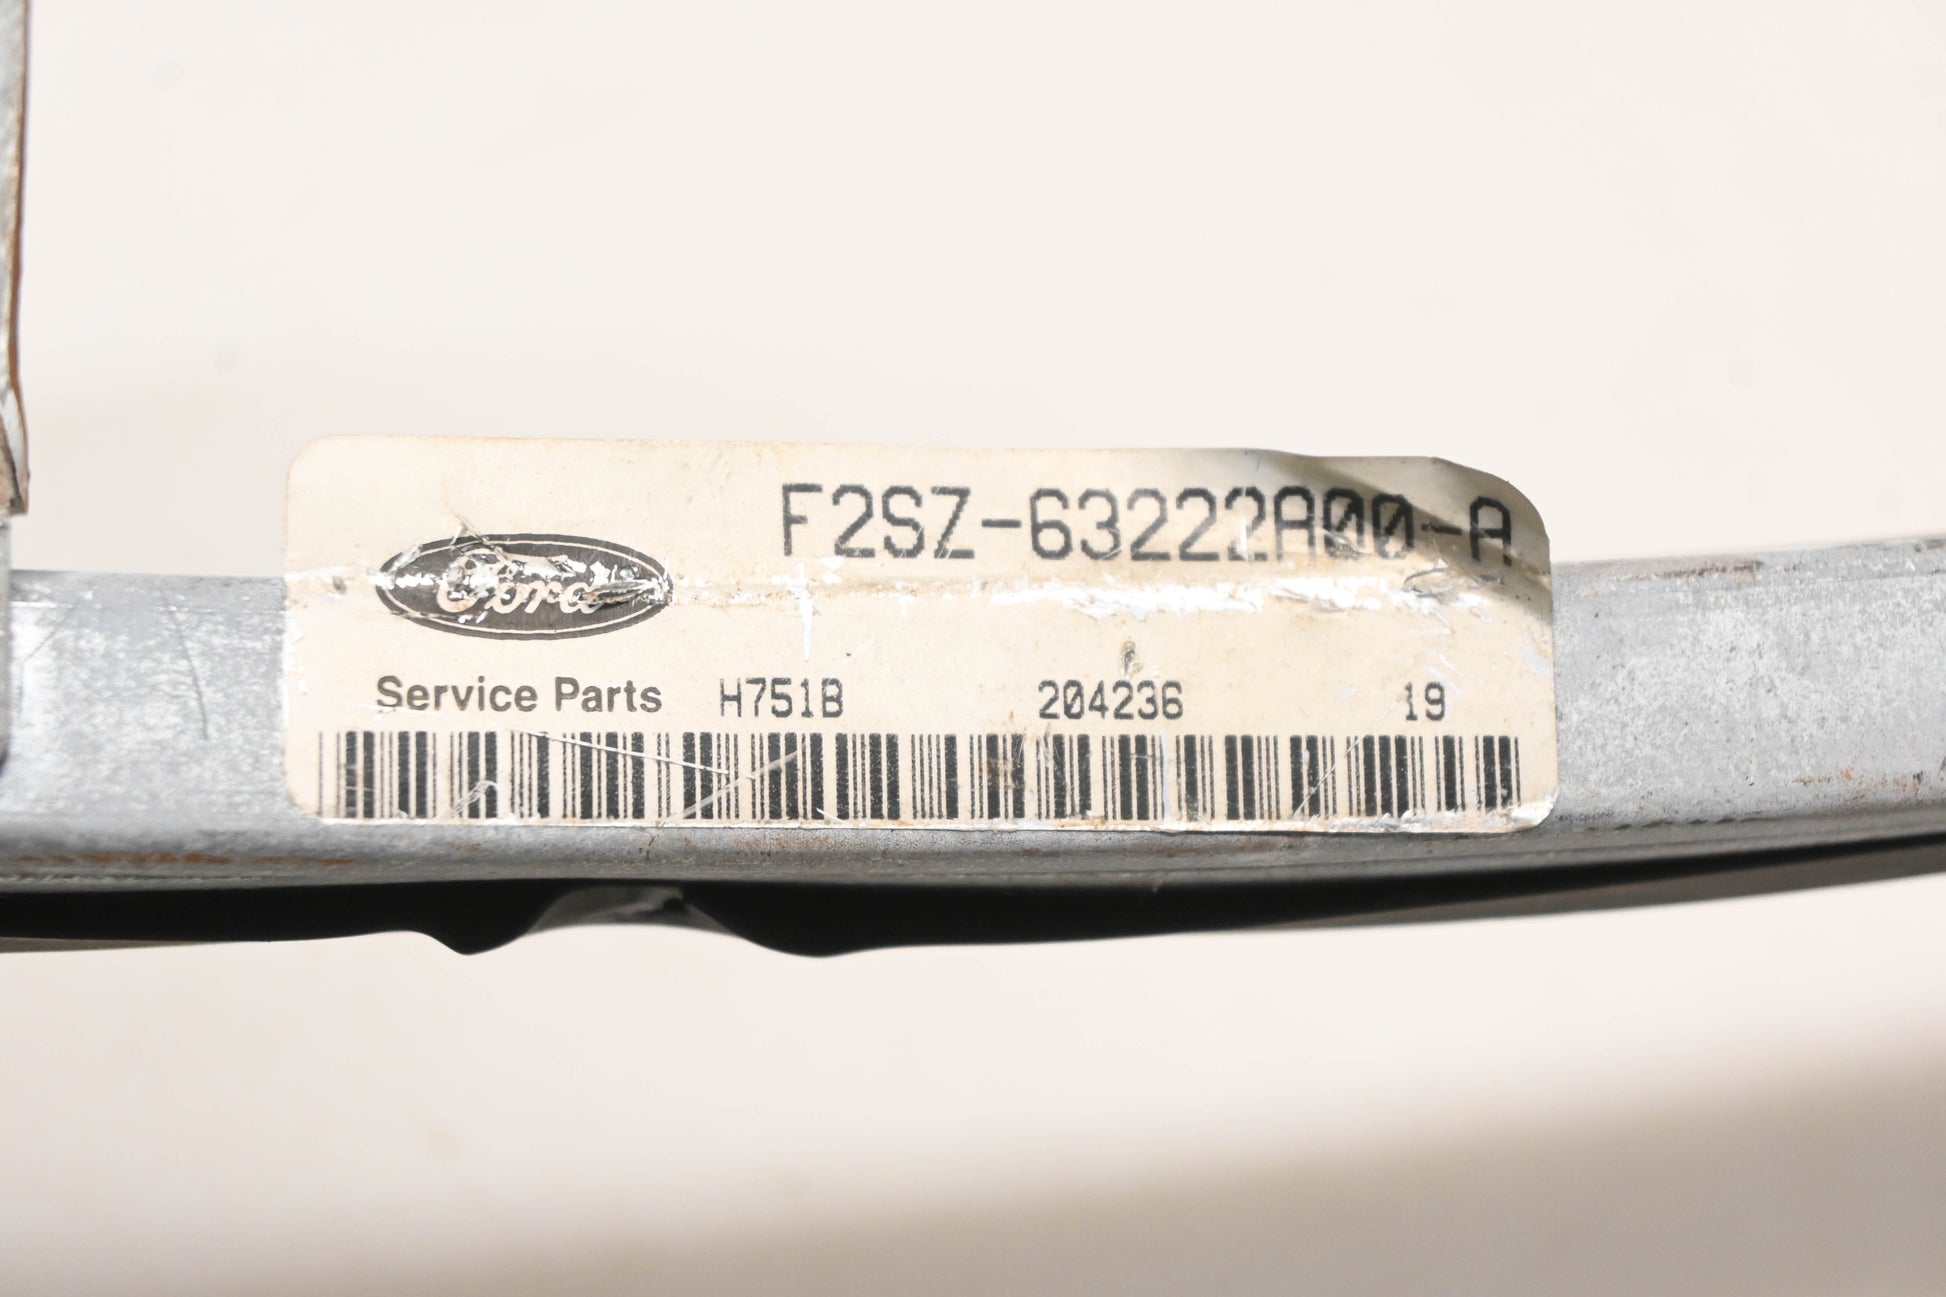 F2SZ-63222A00-A
Ford
Service Parts H751B 204236 19